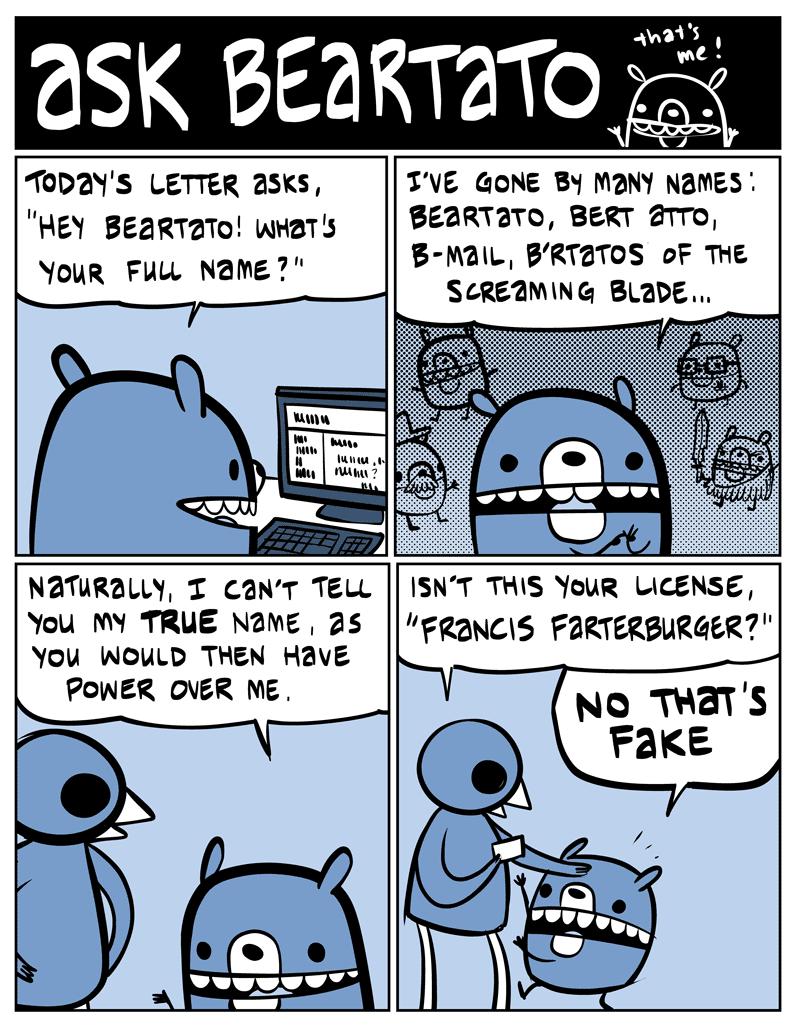 ASK BEARTATO
that's
me!
TODAY'S LETTER ASKS,
"HEY BEARTATO! WHAT'S
YOUR FULL NAME?"
I'VE GONE BY MANY NAMES:
BEARTATO, BERT ATTO,
B-MAIL, B'RTATOS OF THE
SCREAMING BLADE...
NATURALLY, I CAN'T TELL
YOU MY TRUE NAME, AS
YOU WOULD THEN HAVE
POWER OVER ME.
ISN'T THIS YOUR LICENSE,
"FRANCIS FARTERBURGER?"
NO THAT'S
FAKE